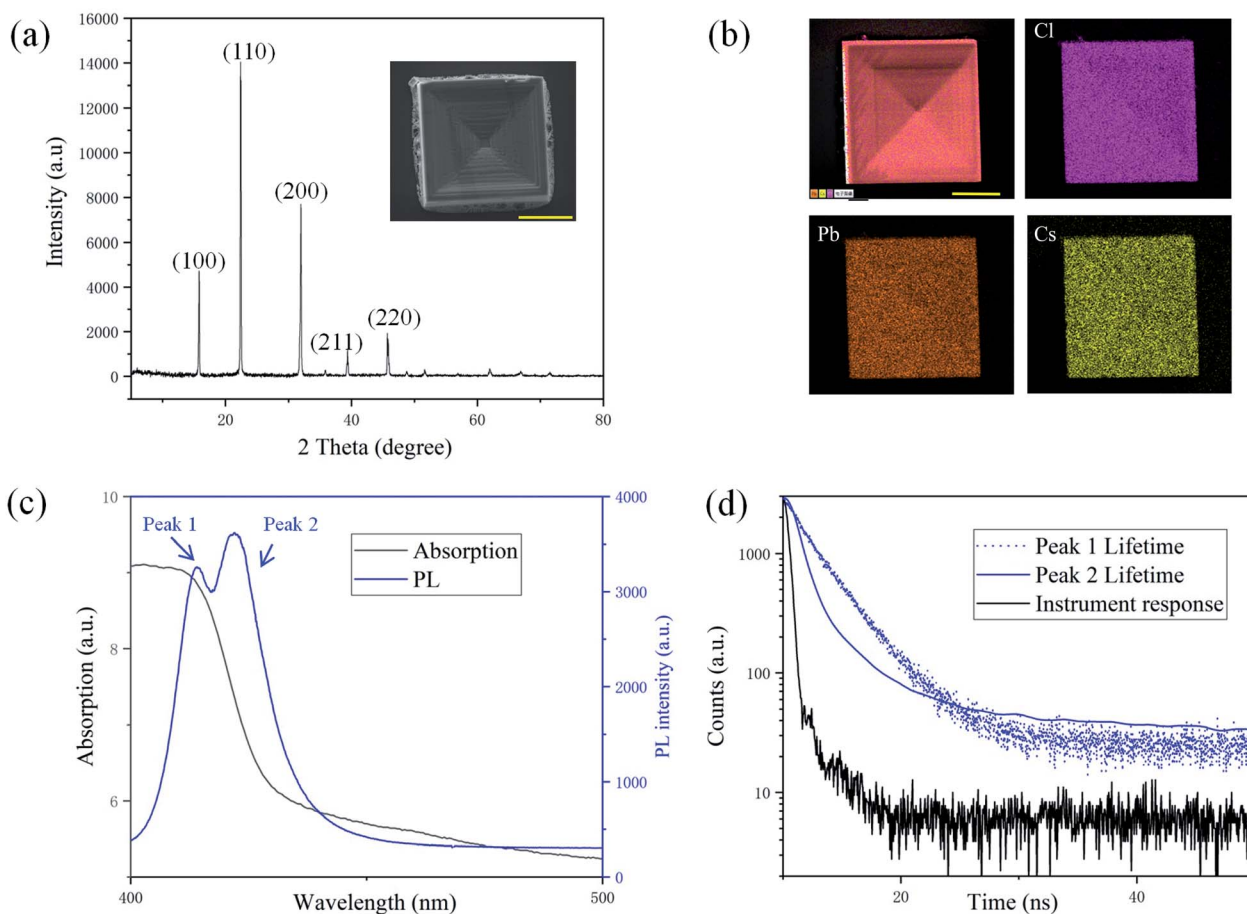 (a)
16000
14000
12000
10000
8000
6000
4000
2000
0
Intensity (a.u)
(100)
(110)
(200)
(211)
(220)
20
40
60
80
2 Theta (degree)
(b)
Cl
Pb
Cs
(c)
10
8
6
Absorption (a.u.)
Peak 1
Peak 2
Absorption
PL
4000
3000
2000
1000
0
PL intensity (a.u.)
400
500
Wavelength (nm)
(d)
1000
100
10
Counts (a.u.)
Peak 1 Lifetime
Peak 2 Lifetime
Instrument response
20
40
Time (ns)